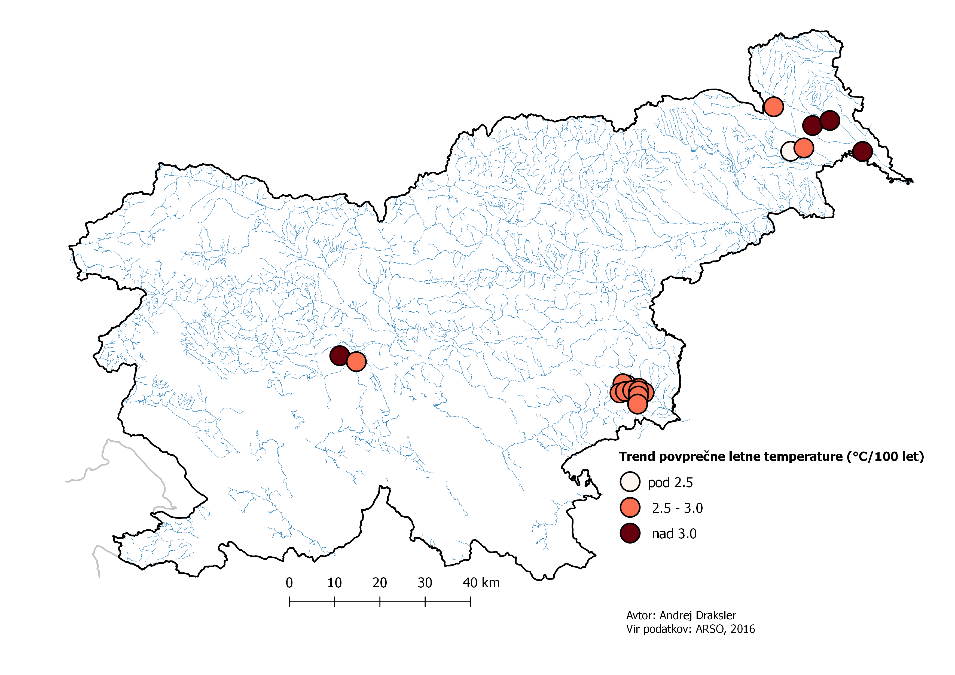 Trend povprečne letne temperature (°C/100 let)
pod 2.5
2.5 - 3.0
nad 3.0
0 10 20 30 40 km
Avtor: Andrej Draksler
Vir podatkov: ARSO, 2016